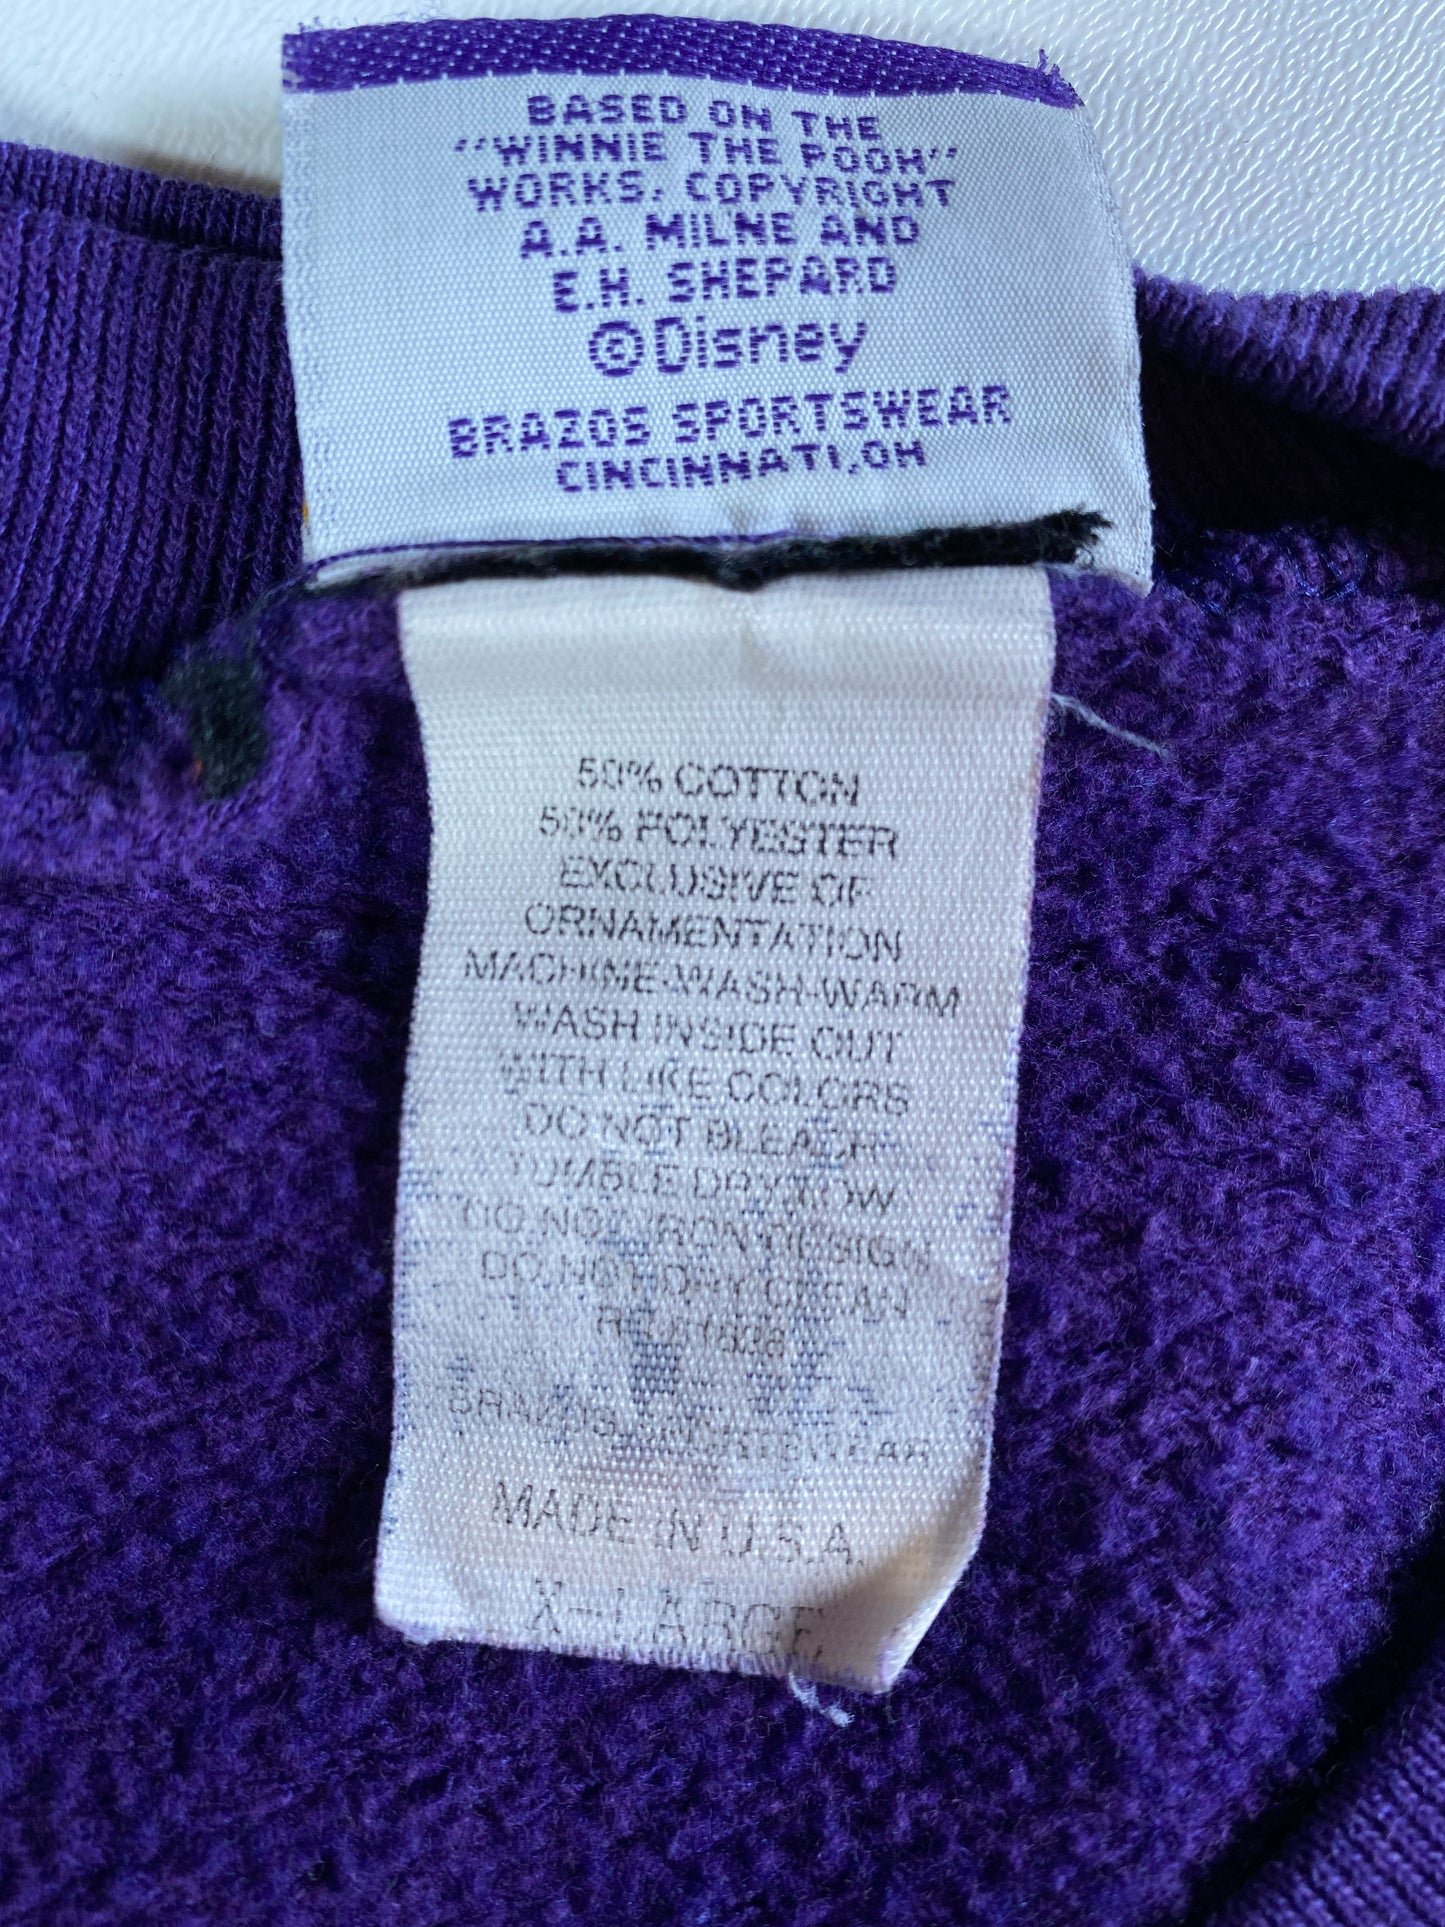 BASED ON THE
"WINNIE THE POOH"
WORKS, COPYRIGHT
A.A. MILNE AND
E.H. SHEPARD
©Disney
BRAZOS SPORTSWEAR
CINCINNATI,OH
50% COTTON
50% POLYESTER
EXCLUSIVE OF
ORNAMENTATION
MACHINE-WASH-WARM
WASH INSIDE OUT
WITH LIKE COLORS
DO NOT BLEACH
TUMBLE DRY LOW
DO NOT IRON DESIGN
DO NOT DRY CLEAN
BRAZOS SPORTSWEAR
MADE IN U.S.A.
X-LARGE